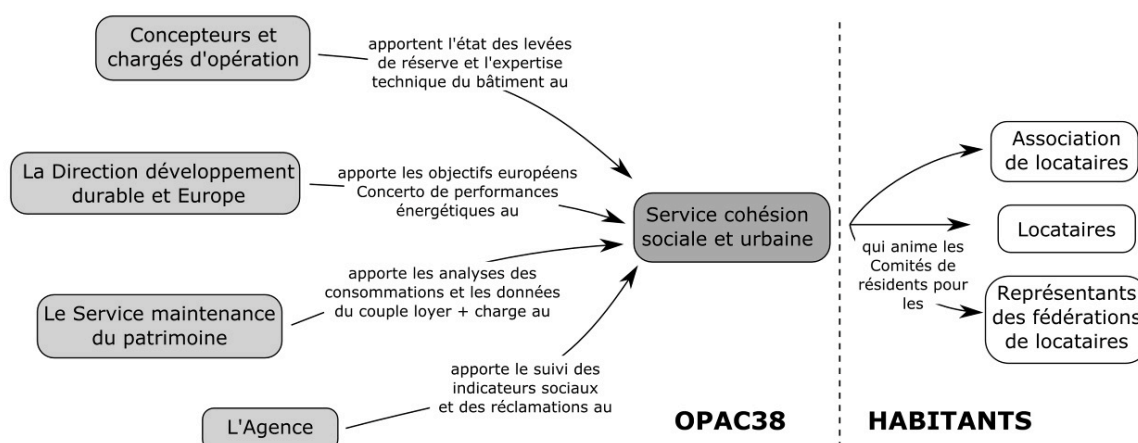 Concepteurs et
chargés d'opération
apportent l'état des levées
de réserve et l'expertise
technique du bâtiment au
La Direction développement
durable et Europe
apporte les objectifs européens
Concerto de performances
énergétiques au
Le Service maintenance
du patrimoine
apporte les analyses des
consommations et les données
du couple loyer + charge au
L'Agence
apporte le suivi des
indicateurs sociaux
et des réclamations au
Service cohésion
sociale et urbaine
qui anime les
Comités de
résidents pour
les
Association
de locataires
Locataires
Représentants
des fédérations
de locataires
OPAC38
HABITANTS